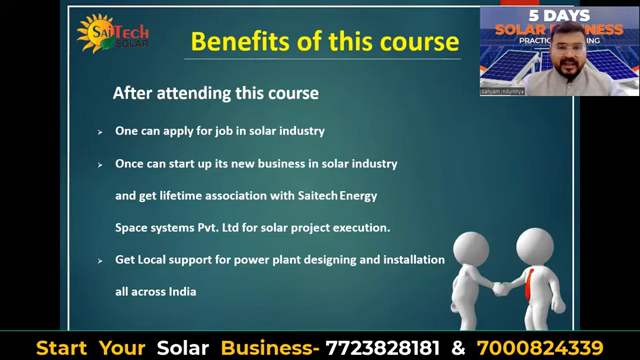 SaiTech
SOLAR
Benefits of this course
5 DAYS
SOLAR BUSINESS
After attending this course
One can apply for job in solar industry
Once can start up its new business in solar industry
and get lifetime association with Saitech Energy
Space systems Pvt. Ltd for solar project execution.
Get Local support for power plant designing and installation
all across India
Start Your Solar Business- 7723828181 & 7000824339